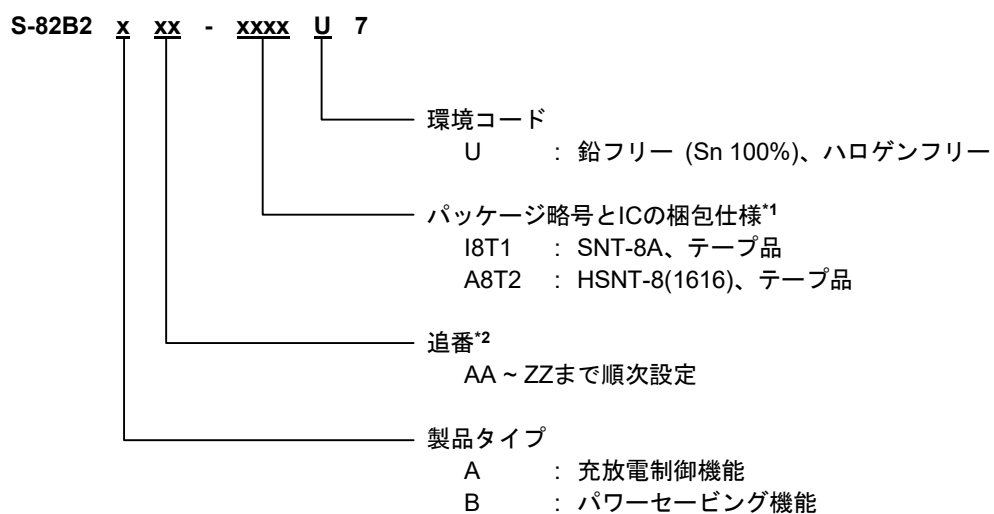 S-82B2 x xx - xxxx U 7
環境コード
U : 鉛フリー (Sn 100%)、ハロゲンフリー
パッケージ略号とICの梱包仕様*1
I8T1 : SNT-8A、テープ品
A8T2 : HSNT-8(1616)、テープ品
追番*2
AA ~ ZZまで順次設定
製品タイプ
A : 充放電制御機能
B : パワーセービング機能